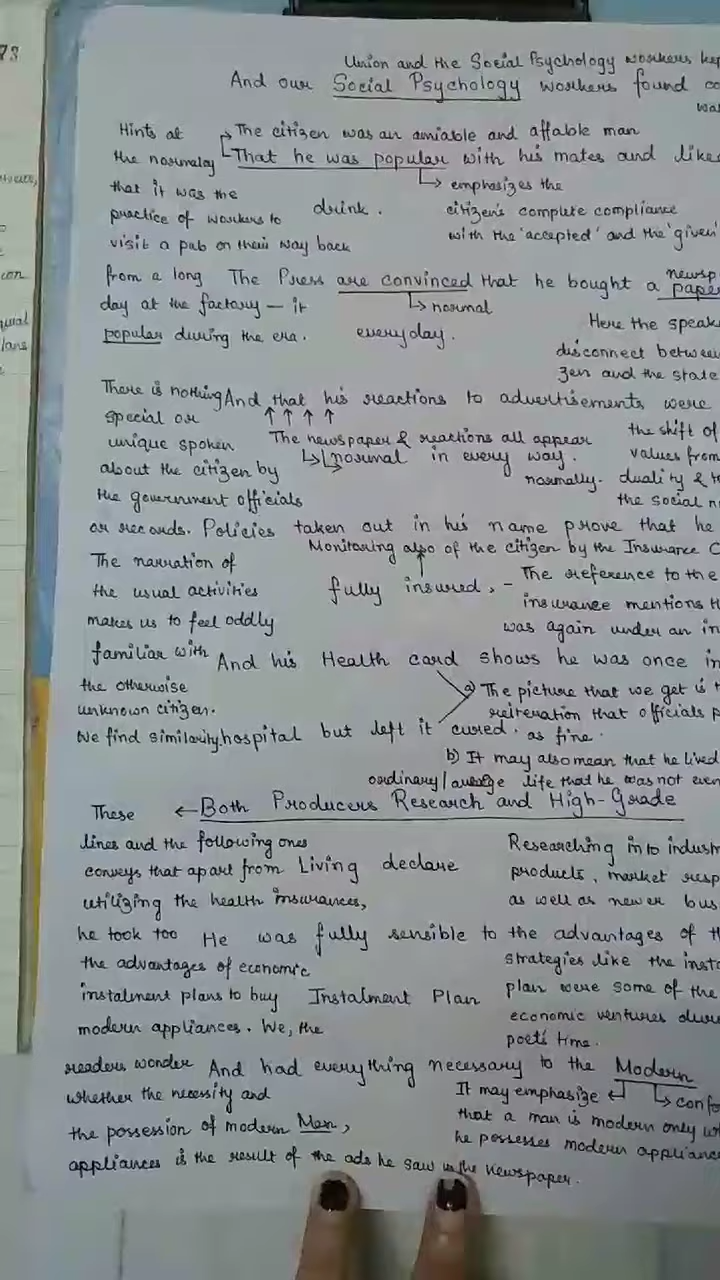 73
Union and the Social Psychology workers
And our Social Psychology workers found
Hints at The citizen was an amiable and affable man
the normalcy That he was popular with his mates and
that it was the → emphasizes the
practice of workers to drink. citizen's complete compliance
visit a pub on their way back with the 'accepted' and the 'given'
from a long The Press are convinced that he bought a newsp
day at the factory — it → normal paper
popular during the era. everyday. Here the
disconnect
zen and the state
There is nothing And that his reactions to advertisements were
special or the shift of
unique spoken The newspaper & reactions all appear values from
about the citizen by → normal in every way. duality &
the government officials normally. the social
or records. Policies taken out in his name prove that he
Monitoring also of the citizen by the Insurance
The narration of
the usual activities fully insured, - The reference to the
makes us to feel oddly insurance mentions
familiar with was again under an
And his Health card shows he was once in
the otherwise a) The picture that we get is
unknown citizen. reiteration that officials
We find similarity. hospital but left it cured. as fine.
b) It may also mean that he lived
ordinary/average life that he was not even
These ← Both Producers Research and High-Grade
lines and the following ones Researching into
conveys that apart from Living declare products, market
utilizing the health insurances, as well as newer
he took too He was fully sensible to the advantages of
the advantages of economic strategies like the
instalment plans to buy Instalment Plan plan were some of the
modern appliances. We, the economic ventures
poet's time.
readers wonder And had everything necessary to the Modern
whether the necessity and It may emphasize
the possession of modern Man, that a man is modern only
appliances is the result of the ads he saw in the newspaper. he possesses modern